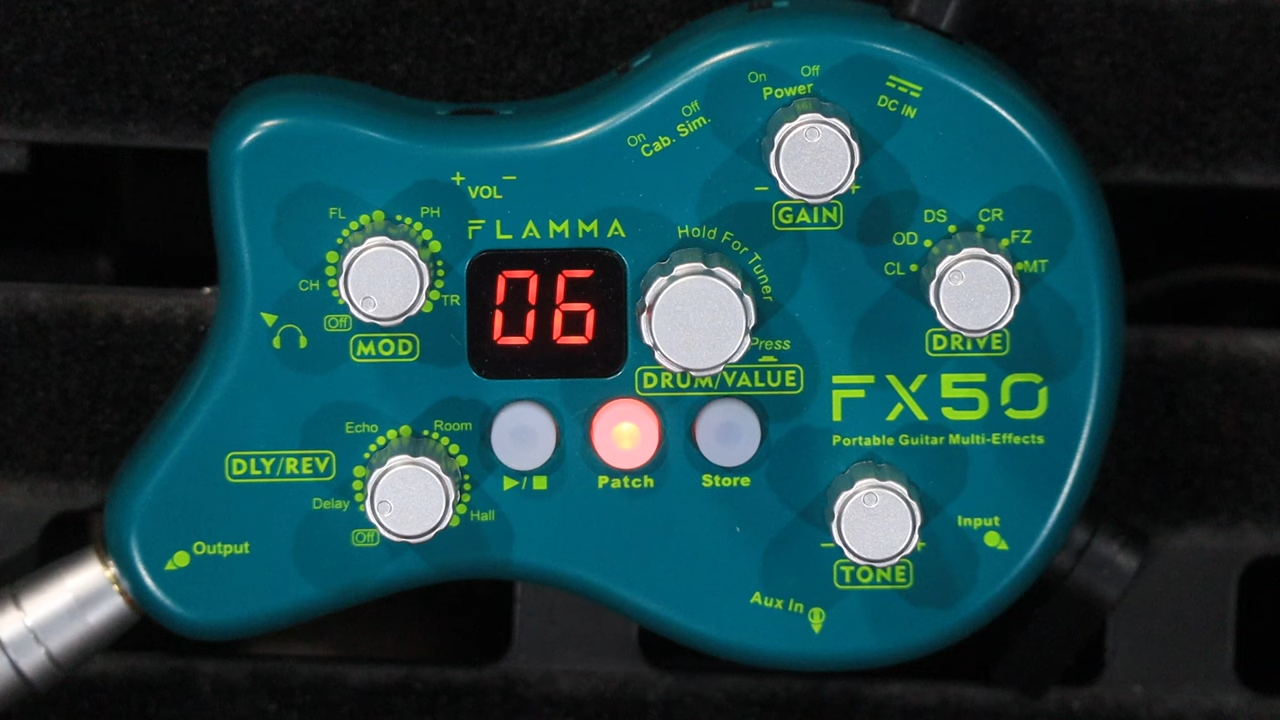 On Off
Power
DC IN
On Off
Cab. Sim.
+ VOL −
FLAMMA
− +
GAIN
FL PH
CH TR
Off
MOD
06
Hold For Tuner
Press
DRUM/VALUE
DS CR
OD FZ
CL MT
DRIVE
FX50
Portable Guitar Multi-Effects
Echo Room
DLY/REV
Delay Hall
Off
▶/■
Patch
Store
Output
− +
TONE
Input
Aux In